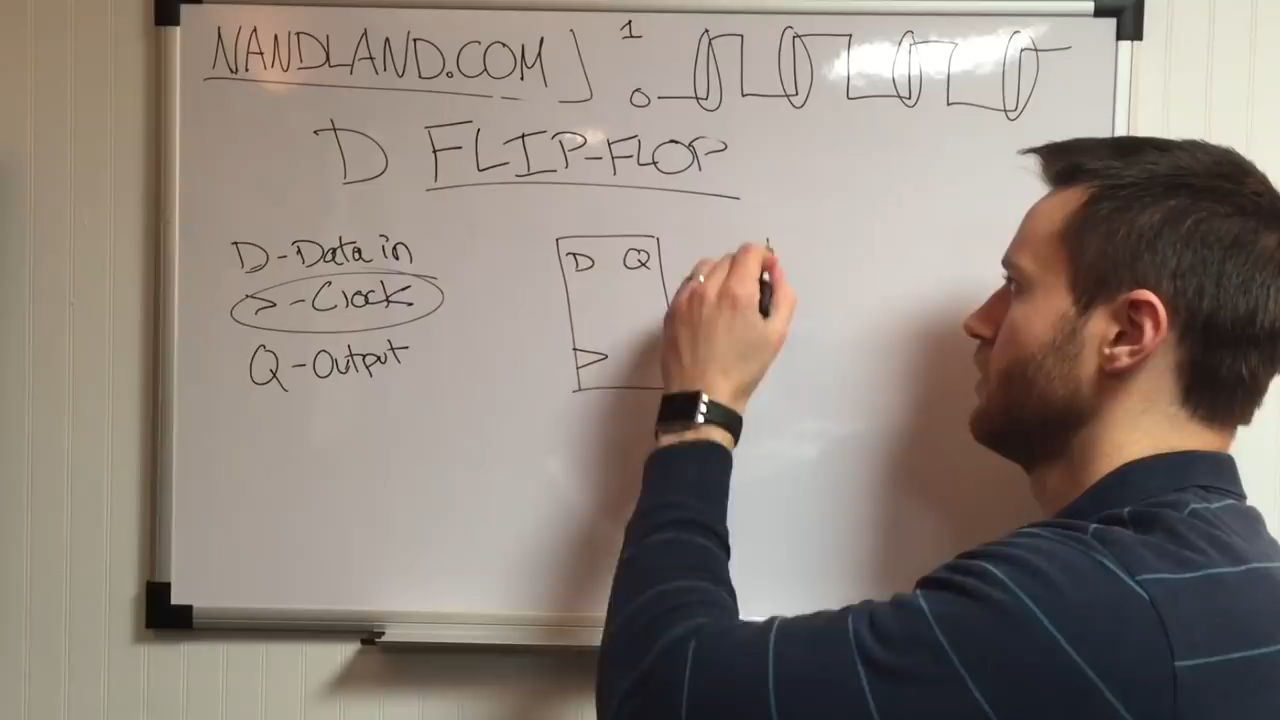 NANDLAND.COM
1
0
D FLIP-FLOP
D-Data in
>-Clock
Q-Output
D Q